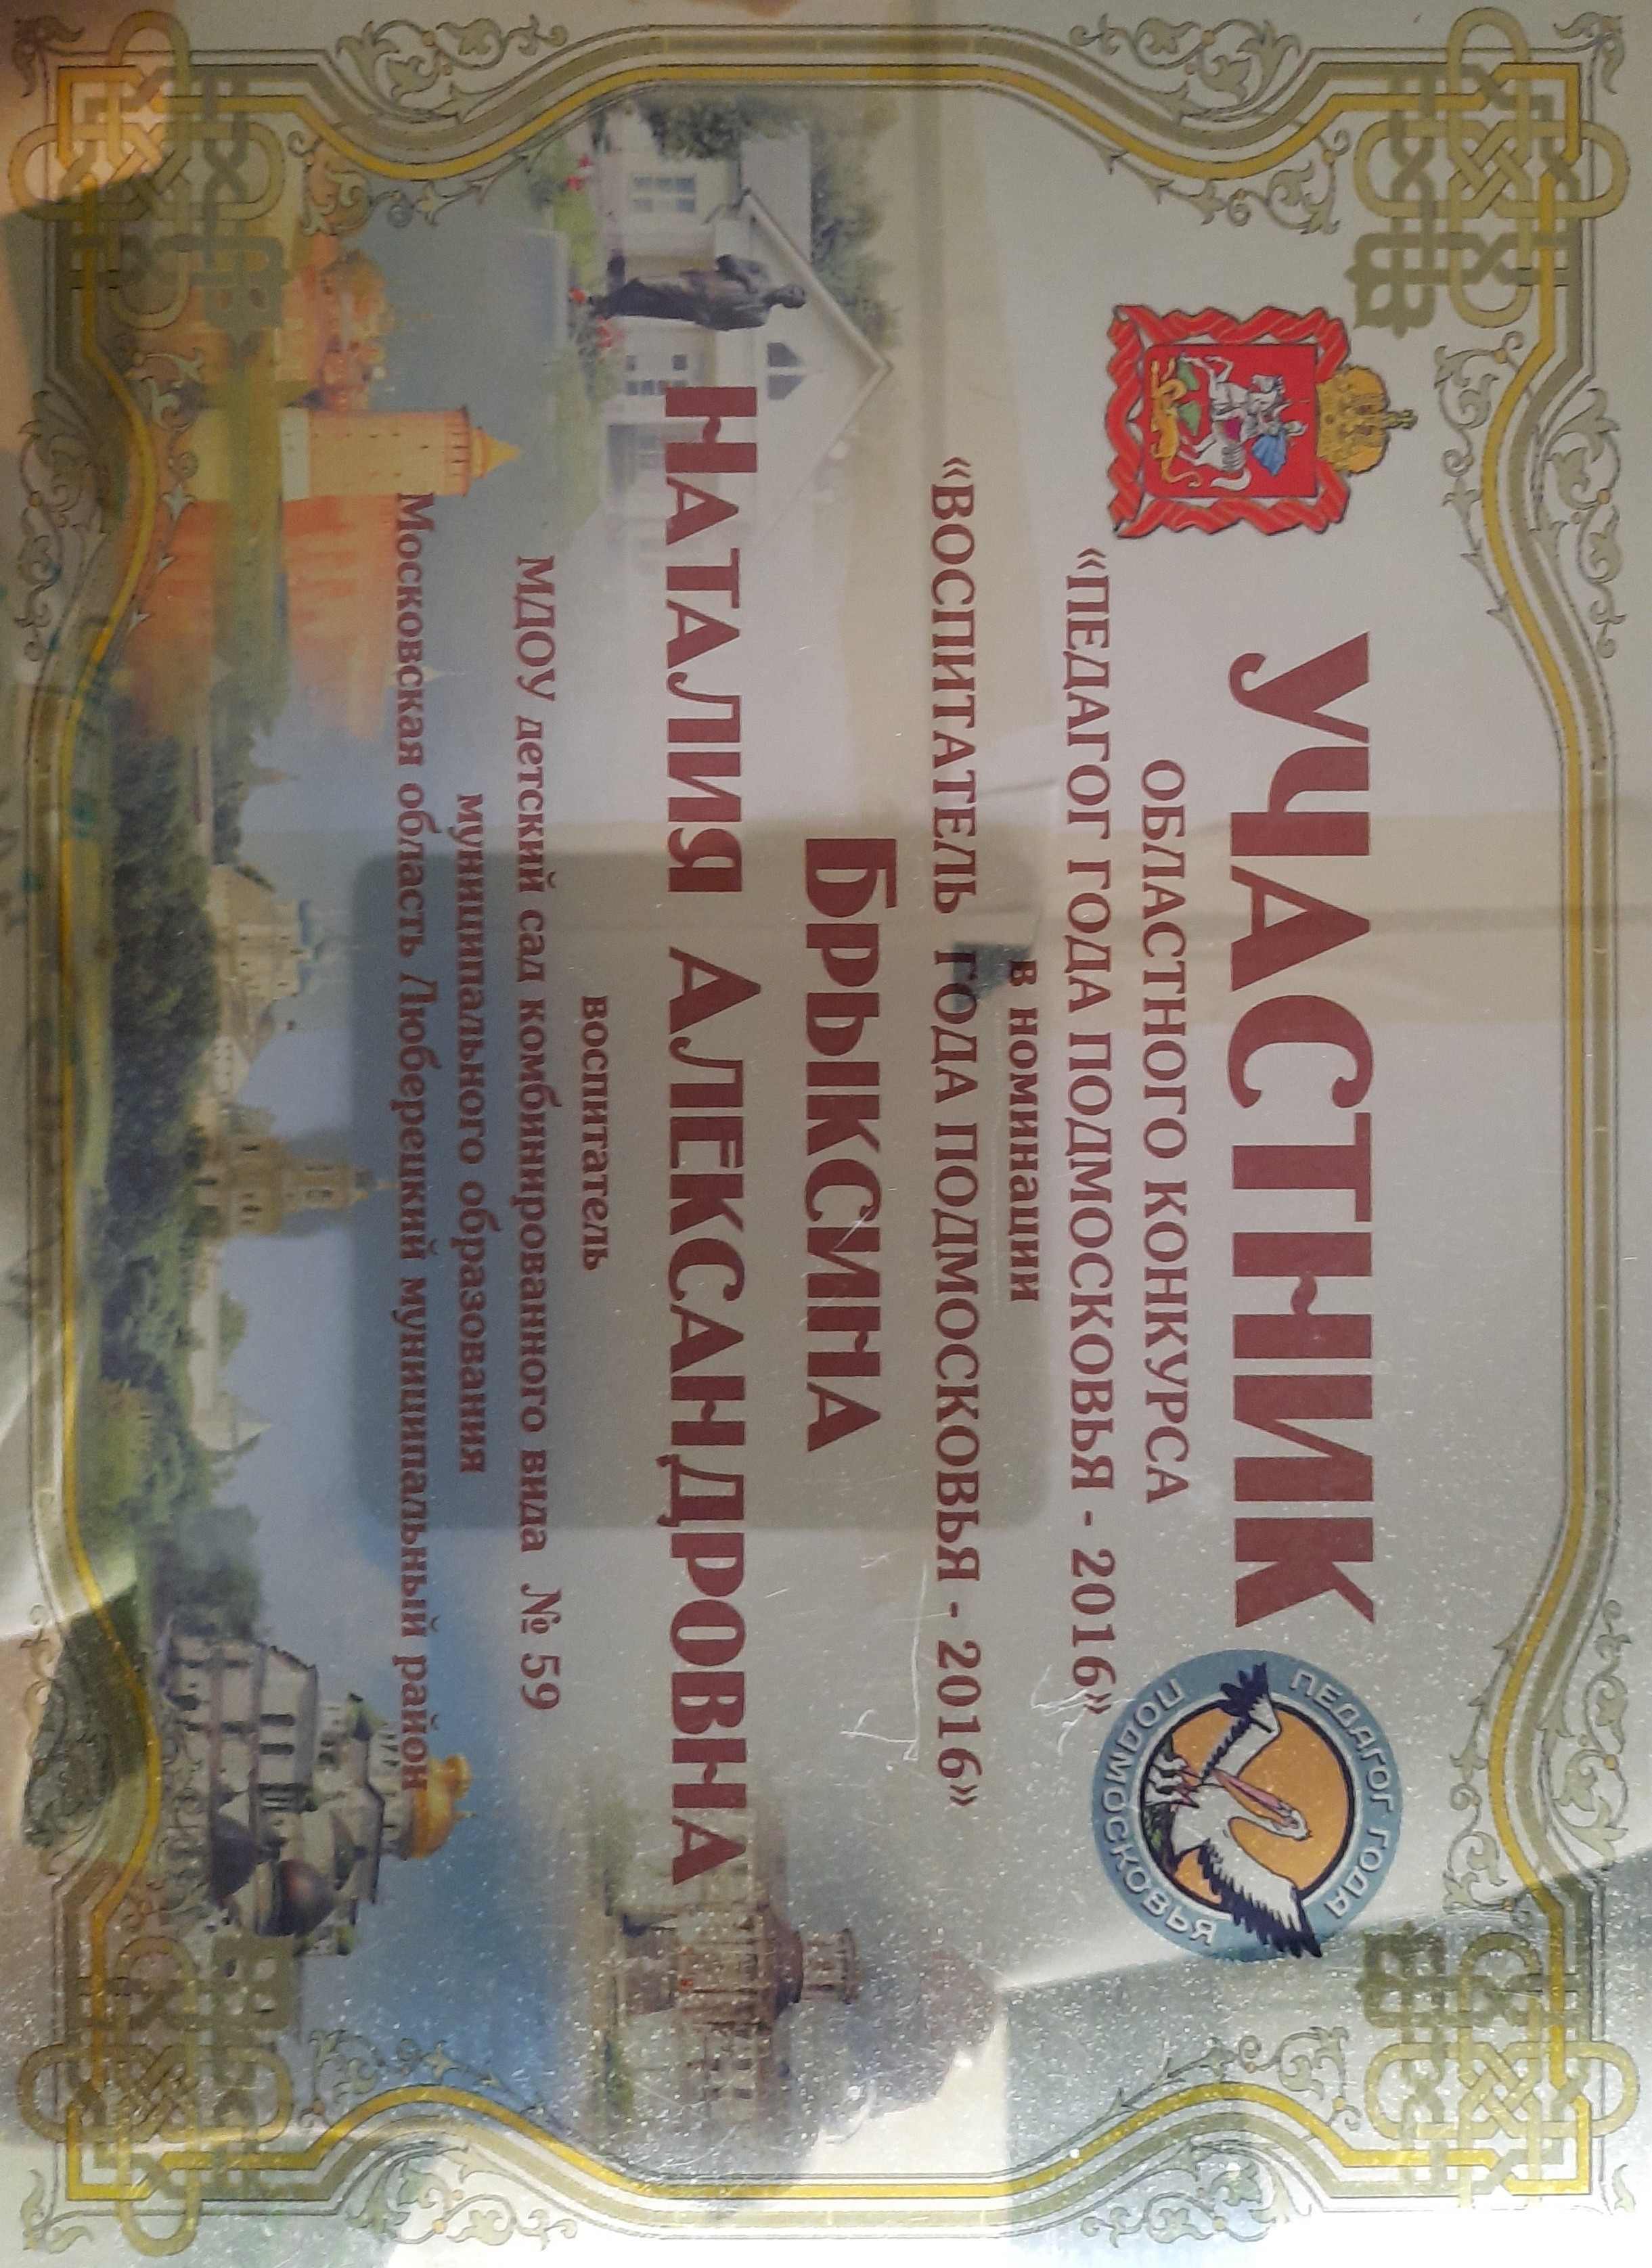 УЧАСТНИК
ОБЛАСТНОГО КОНКУРСА
«ПЕДАГОГ ГОДА ПОДМОСКОВЬЯ - 2016»
в номинации
«ВОСПИТАТЕЛЬ ГОДА ПОДМОСКОВЬЯ - 2016»
БРЫКСИНА
НАТАЛИЯ АЛЕКСАНДРОВНА
воспитатель
МДОУ детский сад комбинированного вида № 59
муниципального образования
Московская область Люберецкий муниципальный район
ПЕДАГОГ ГОДА
ПОДМОСКОВЬЯ